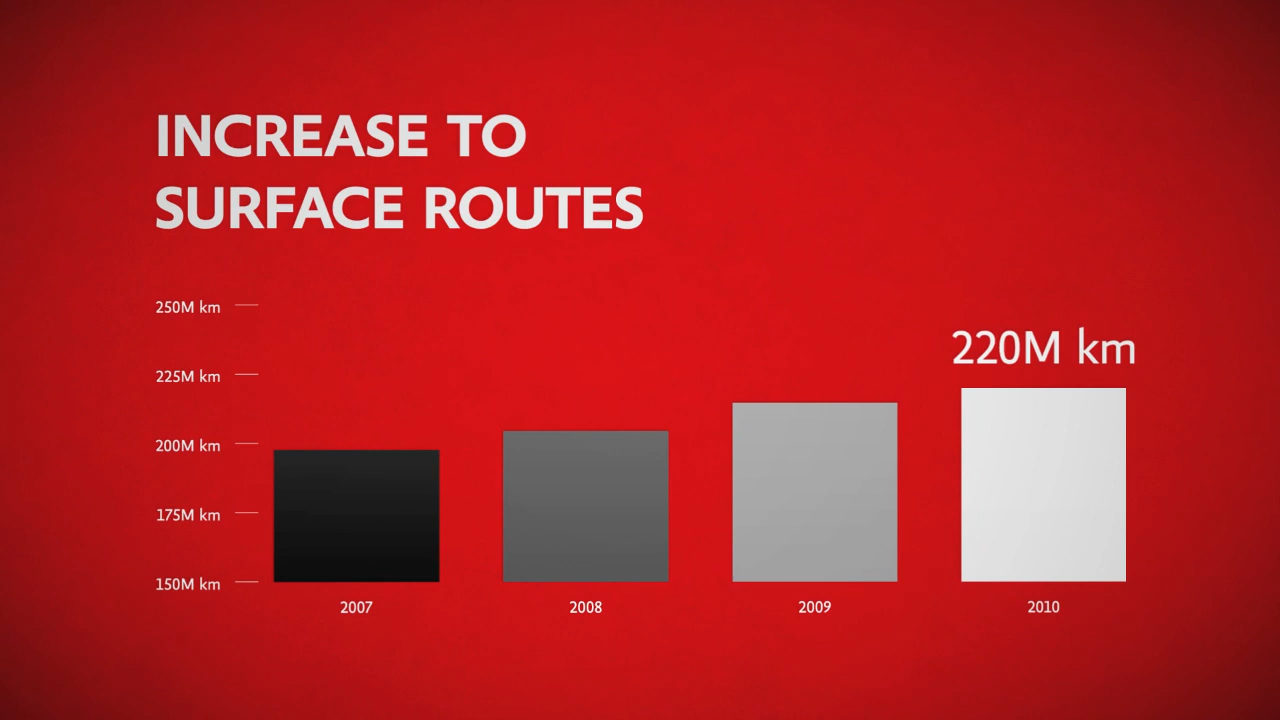 INCREASE TO
SURFACE ROUTES
250M km
225M km
200M km
175M km
150M km
220M km
2007 2008 2009 2010